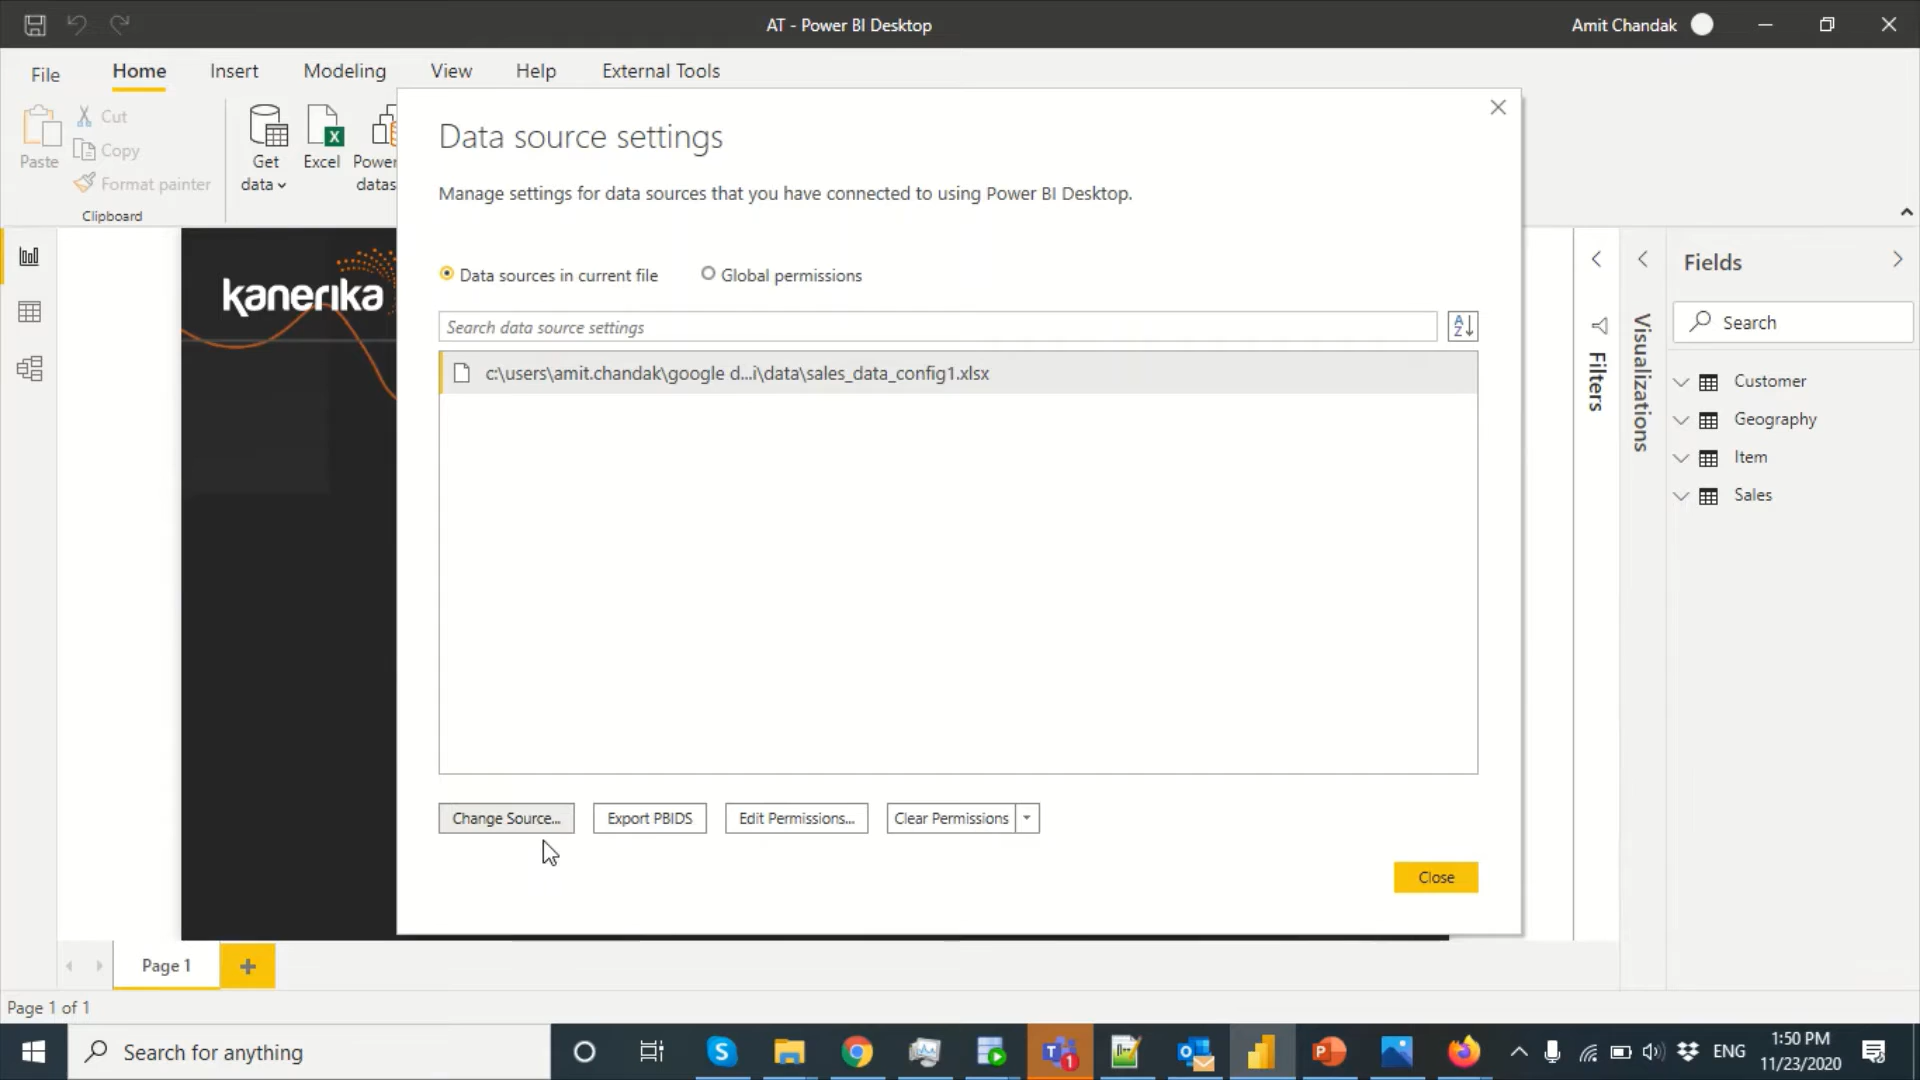 AT - Power BI Desktop
Amit Chandak
File
Home
Insert
Modeling
View
Help
External Tools
Paste
Cut
Copy
Format painter
Clipboard
Get
data
Excel
Power
datas
Data source settings
Manage settings for data sources that you have connected to using Power BI Desktop.
Data sources in current file
Global permissions
Search data source settings
c:\users\amit.chandak\google d...i\data\sales_data_config1.xlsx
Change Source...
Export PBIDS
Edit Permissions...
Clear Permissions
Close
kanerika
Filters
Visualizations
Fields
Search
Customer
Geography
Item
Sales
Page 1
Page 1 of 1
Search for anything
ENG
1:50 PM
11/23/2020